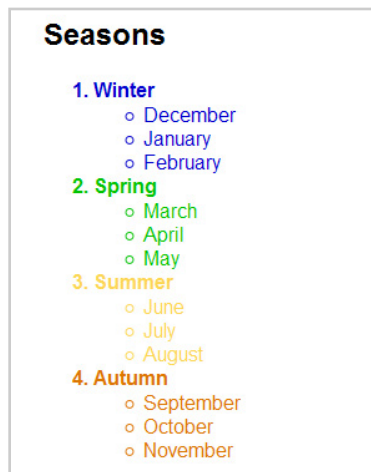 Seasons
1. Winter
December
January
February
2. Spring
March
April
May
3. Summer
June
July
August
4. Autumn
September
October
November